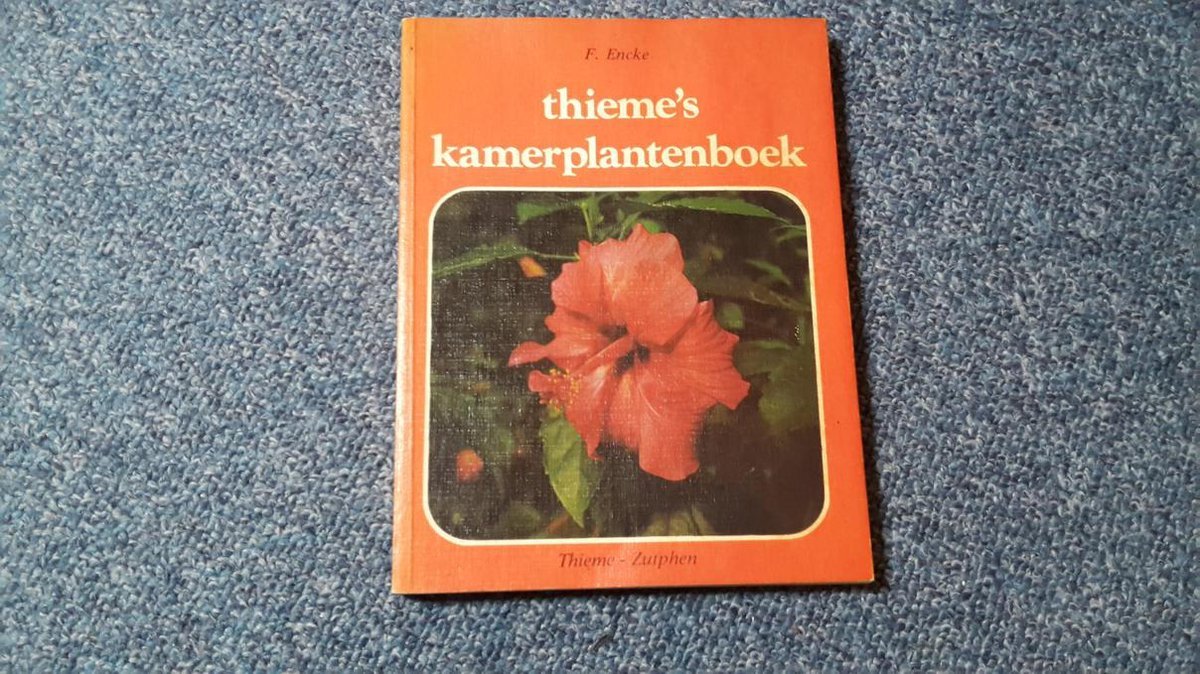 F. Encke
thieme's
kamerplantenboek
Thieme - Zutphen